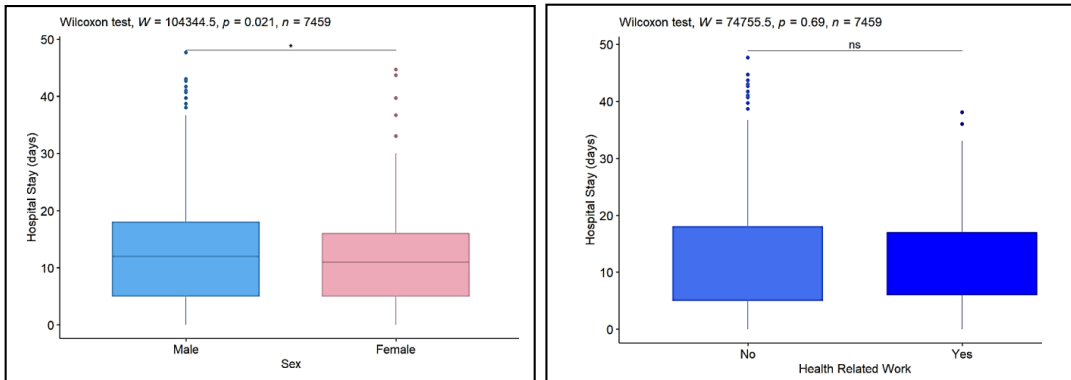 Wilcoxon test, W = 104344.5, p = 0.021, n = 7459
50
*
40
30
20
10
0
Hospital Stay (days)
Male Female
Sex
Wilcoxon test, W = 74755.5, p = 0.69, n = 7459
50
ns
40
30
20
10
0
Hospital Stay (days)
No Yes
Health Related Work